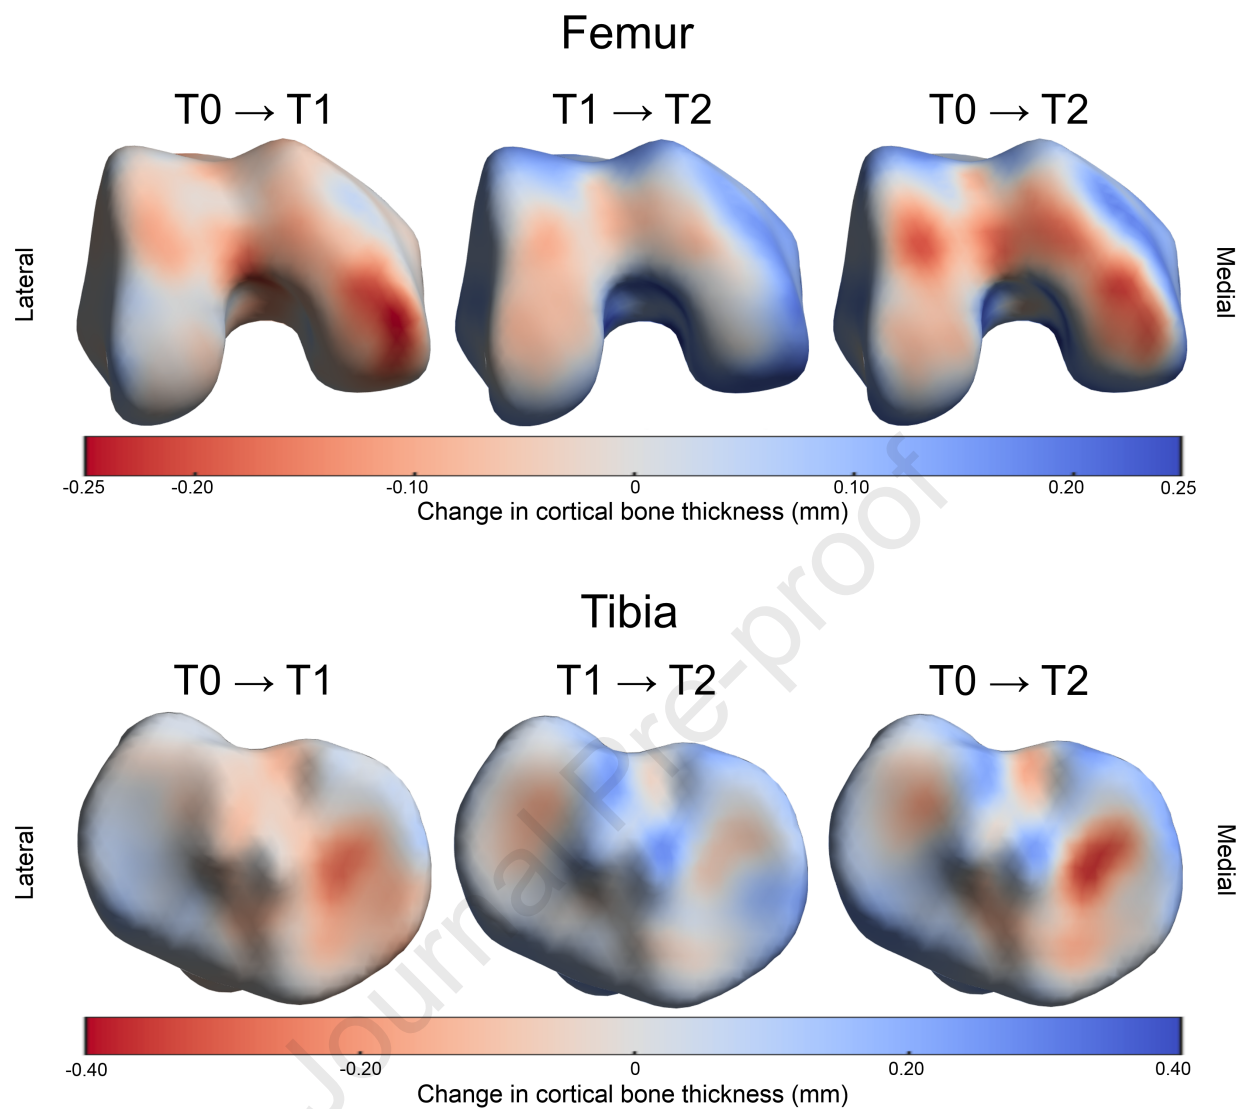 Femur
T0 → T1 T1 → T2 T0 → T2
Lateral
Medial
-0.25 -0.20 -0.10 0 0.10 0.20 0.25
Change in cortical bone thickness (mm)
Tibia
T0 → T1 T1 → T2 T0 → T2
Lateral
Medial
-0.40 -0.20 0 0.20 0.40
Change in cortical bone thickness (mm)
Journal Pre-proof